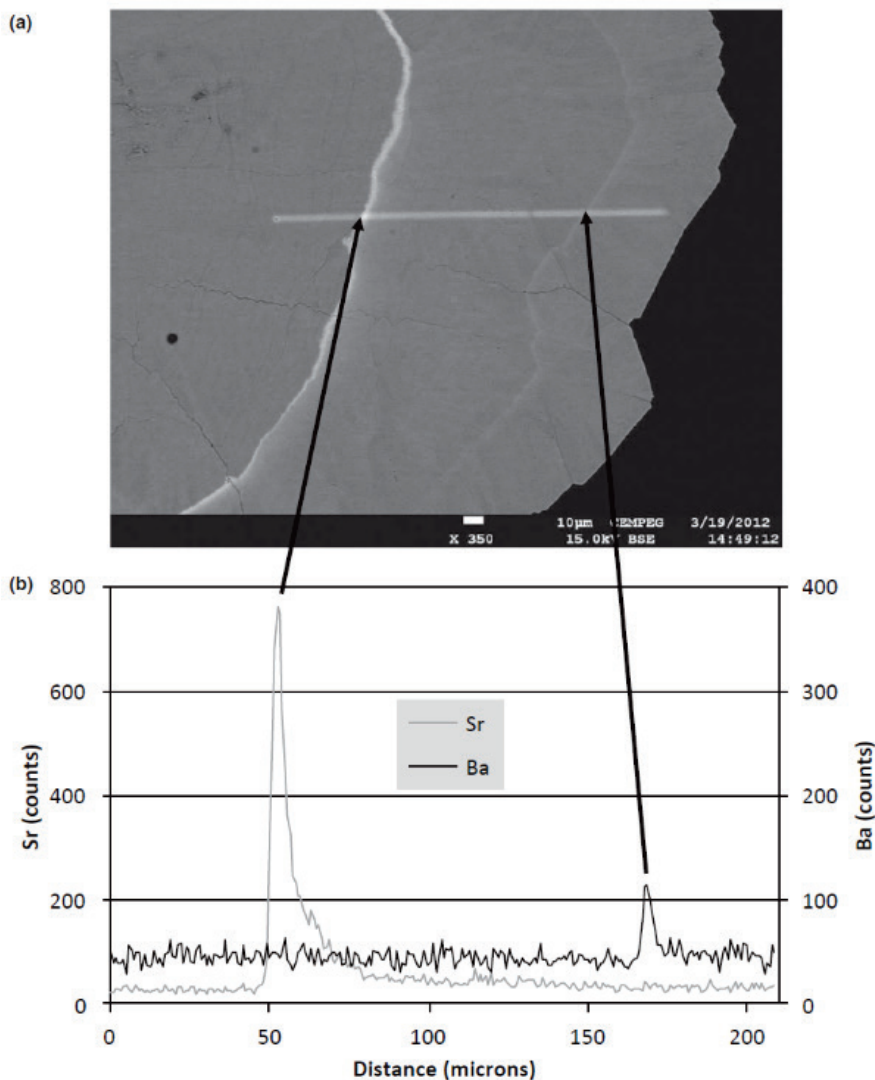 (a)
10μm CEMPEG 3/19/2012
X 350 15.0kV BSE 14:49:12
(b)
800 400
600 300
Sr
Ba
400 200
200 100
0 0
0 50 100 150 200
Sr (counts)
Ba (counts)
Distance (microns)